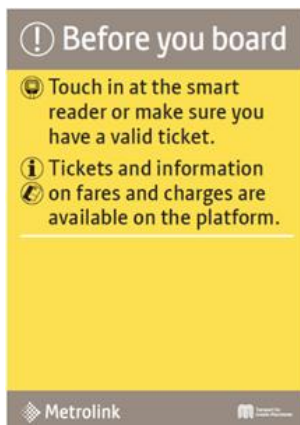 ! Before you board
Touch in at the smart
reader or make sure you
have a valid ticket.
i Tickets and information
on fares and charges are
available on the platform.
Metrolink